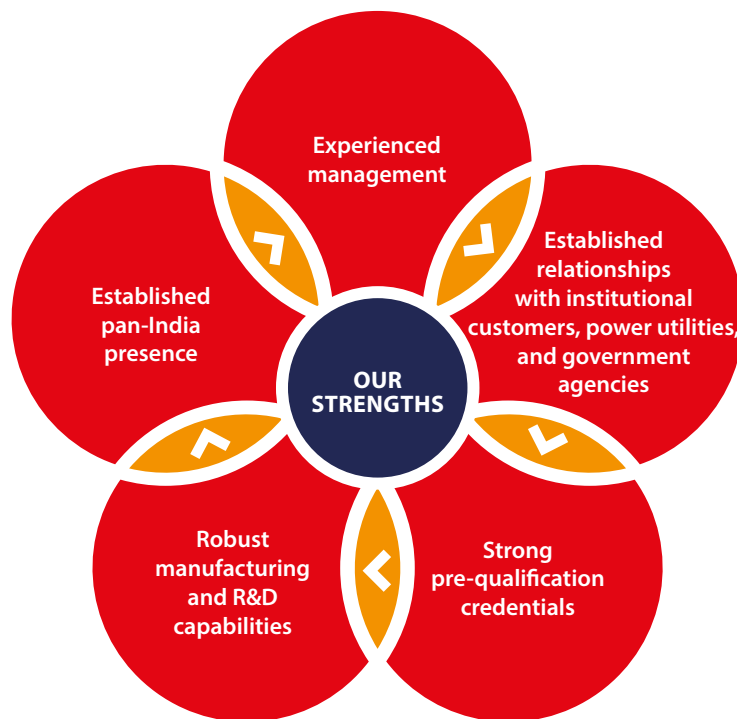 Experienced
management
Established
relationships
with institutional
customers, power utilities,
and government
agencies
Strong
pre-qualification
credentials
Robust
manufacturing
and R&D
capabilities
Established
pan-India
presence
OUR
STRENGTHS